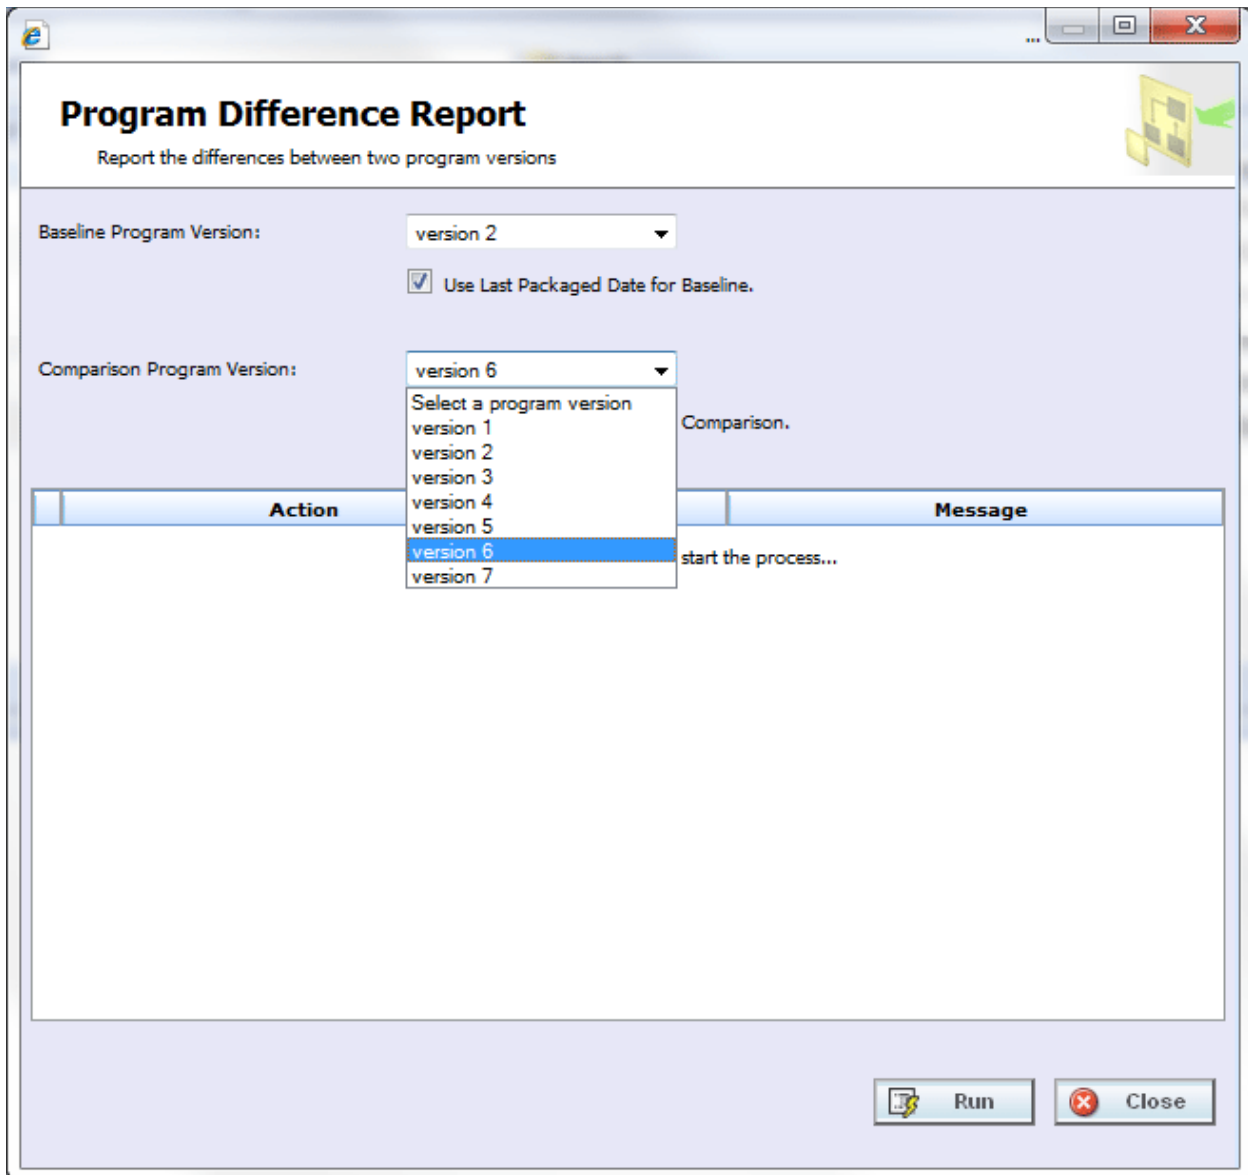 ...
Program Difference Report
Report the differences between two program versions
Baseline Program Version:
version 2
Use Last Packaged Date for Baseline.
Comparison Program Version:
version 6
Select a program version
version 1
version 2
version 3
version 4
version 5
version 6
version 7
Comparison.
Action
Message
start the process...
Run
Close